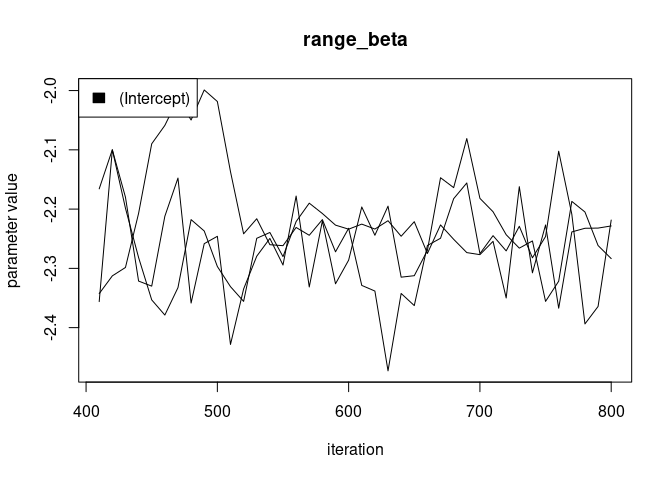 range_beta
(Intercept)
parameter value
-2.0
-2.1
-2.2
-2.3
-2.4
400 500 600 700 800
iteration